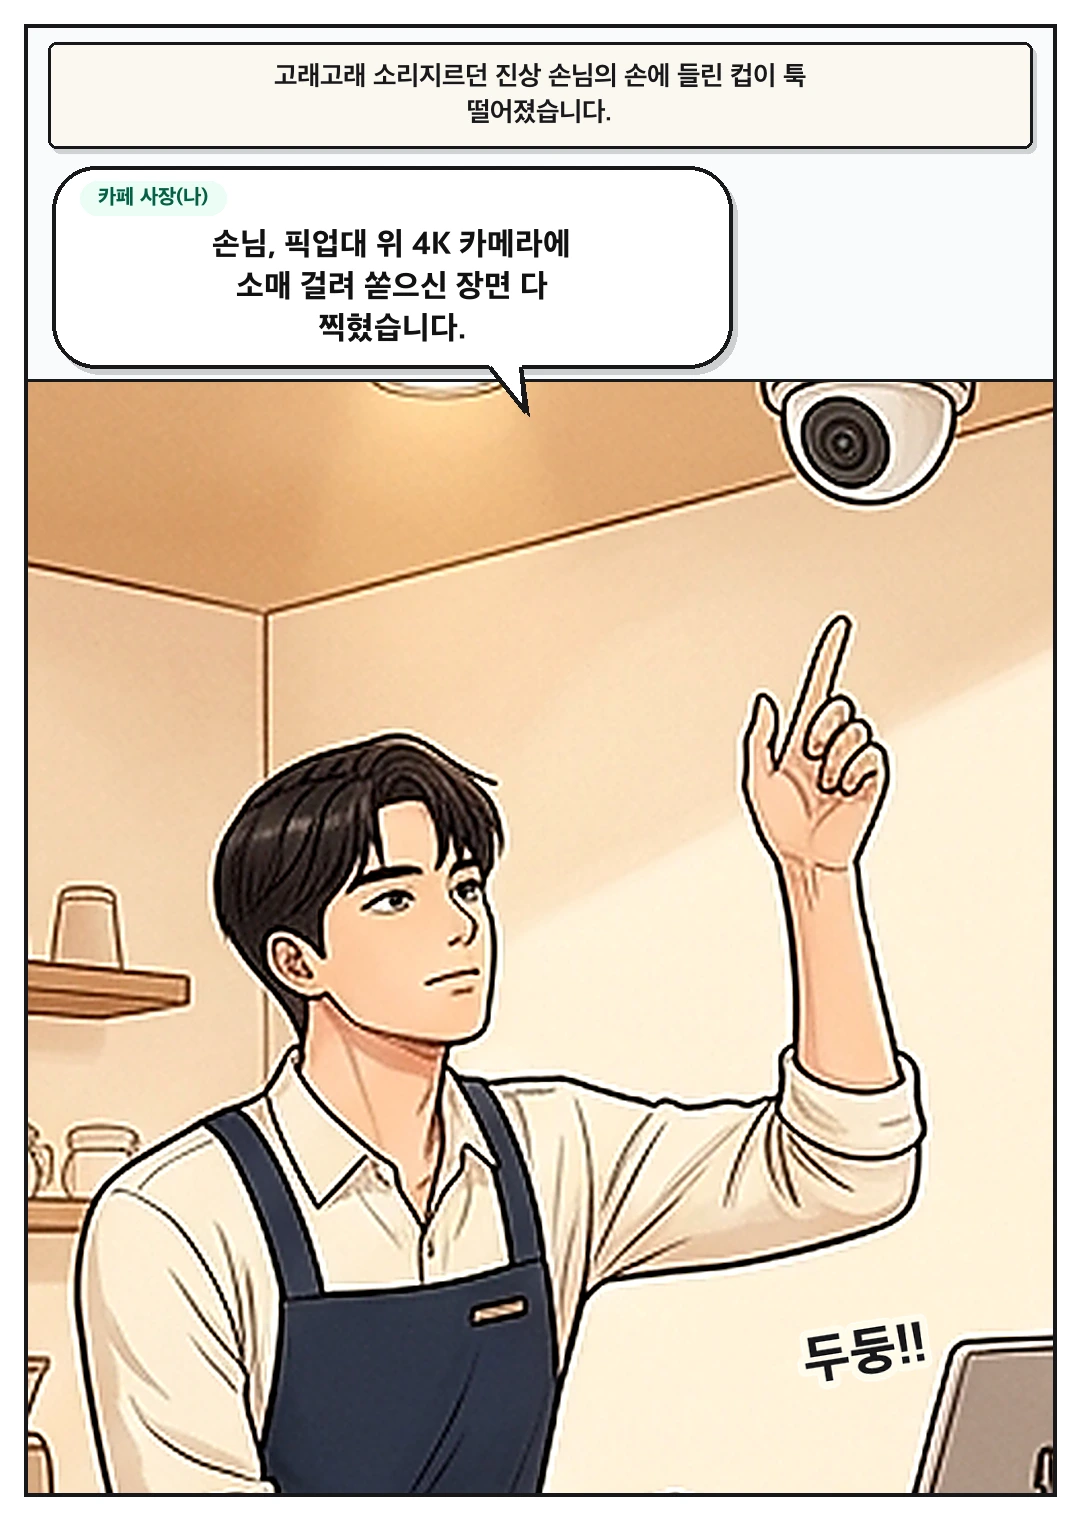 고래고래 소리지르던 진상 손님의 손에 들린 컵이 툭
떨어졌습니다.
카페 사장(나)
손님, 픽업대 위 4K 카메라에
소매 걸려 쏟으신 장면 다
찍혔습니다.
두둥!!